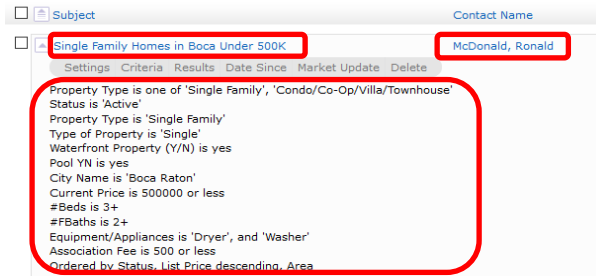 Subject Contact Name
Single Family Homes in Boca Under 500K McDonald, Ronald
Settings Criteria Results Date Since Market Update Delete
Property Type is one of 'Single Family', 'Condo/Co-Op/Villa/Townhouse'
Status is 'Active'
Property Type is 'Single Family'
Type of Property is 'Single'
Waterfront Property (Y/N) is yes
Pool YN is yes
City Name is 'Boca Raton'
Current Price is 500000 or less
#Beds is 3+
#FBaths is 2+
Equipment/Appliances is 'Dryer', and 'Washer'
Association Fee is 500 or less
Ordered by Status, List Price descending, Area